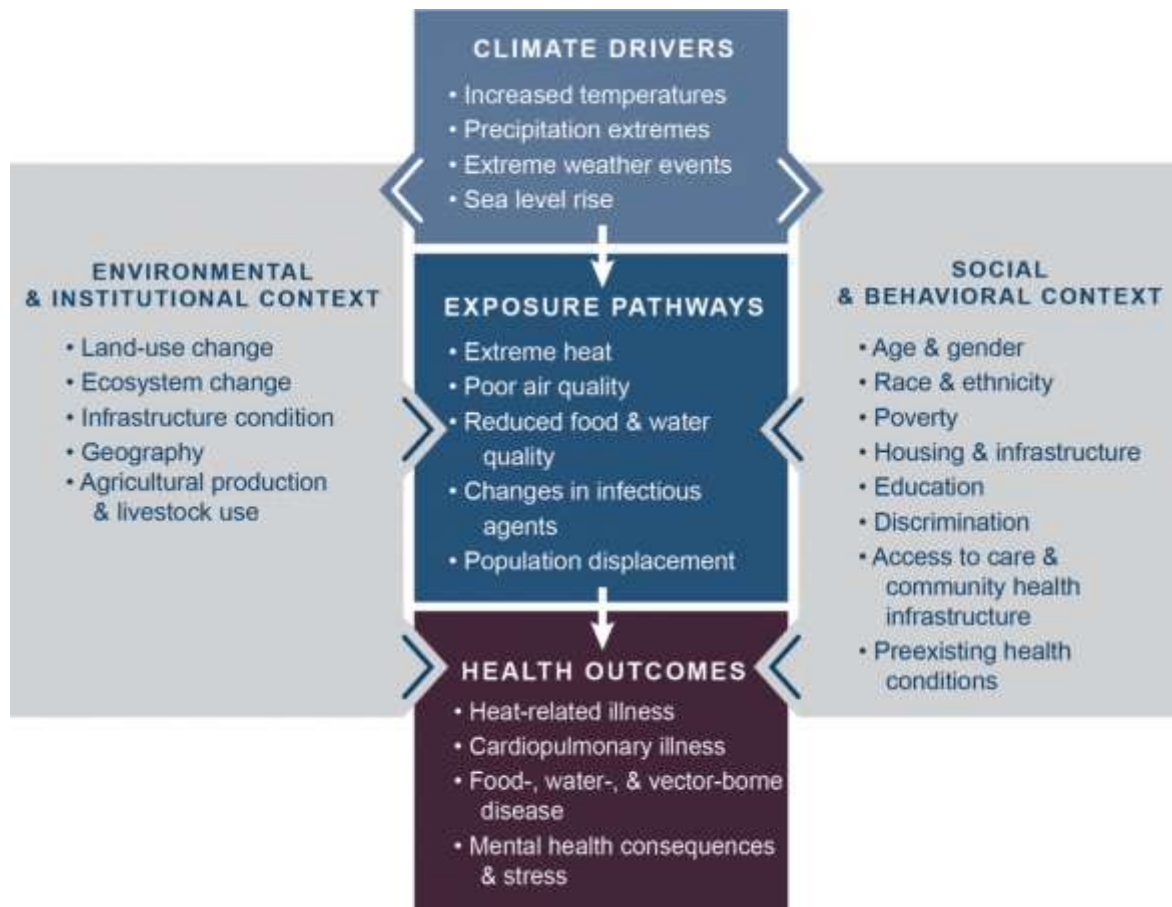 CLIMATE DRIVERS
• Increased temperatures
• Precipitation extremes
• Extreme weather events
• Sea level rise
ENVIRONMENTAL
& INSTITUTIONAL CONTEXT
• Land-use change
• Ecosystem change
• Infrastructure condition
• Geography
• Agricultural production
& livestock use
EXPOSURE PATHWAYS
• Extreme heat
• Poor air quality
• Reduced food & water
quality
• Changes in infectious
agents
• Population displacement
SOCIAL
& BEHAVIORAL CONTEXT
• Age & gender
• Race & ethnicity
• Poverty
• Housing & infrastructure
• Education
• Discrimination
• Access to care &
community health
infrastructure
• Preexisting health
conditions
HEALTH OUTCOMES
• Heat-related illness
• Cardiopulmonary illness
• Food-, water-, & vector-borne
disease
• Mental health consequences
& stress